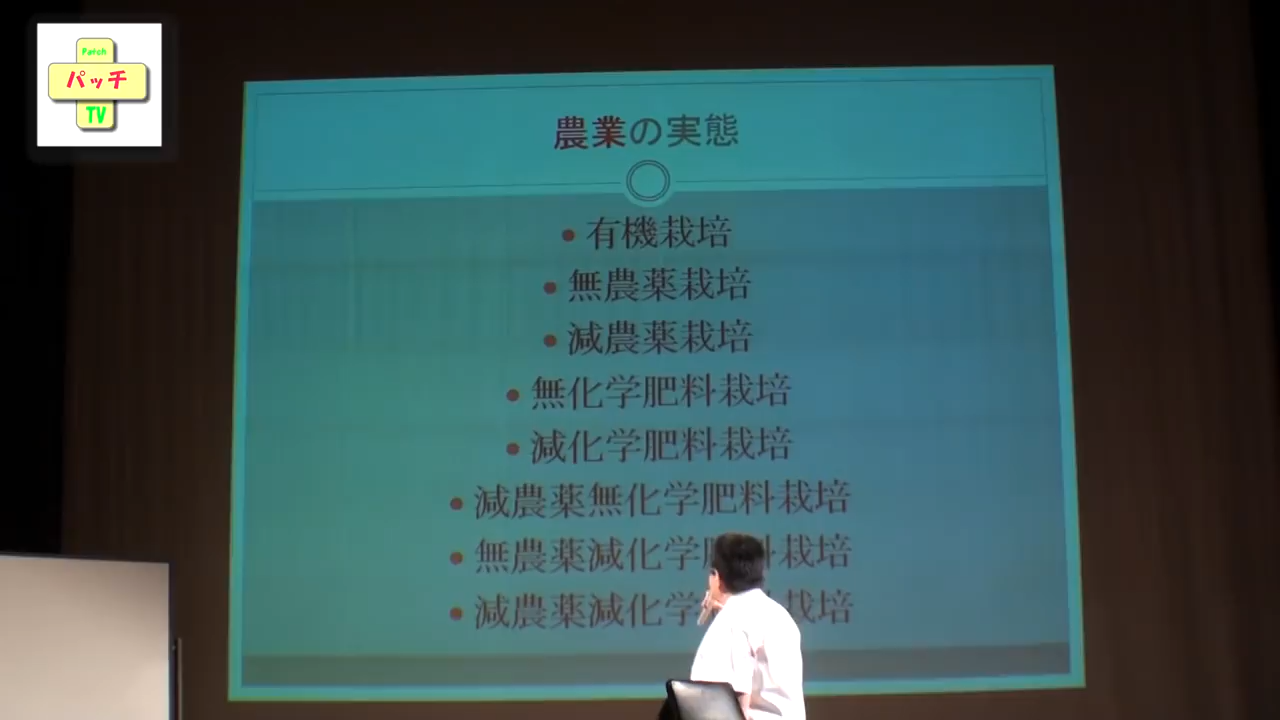 Patch
パッチ
TV
農業の実態
• 有機栽培
• 無農薬栽培
• 減農薬栽培
• 無化学肥料栽培
• 減化学肥料栽培
• 減農薬無化学肥料栽培
• 無農薬減化学肥料栽培
• 減農薬減化学 栽培